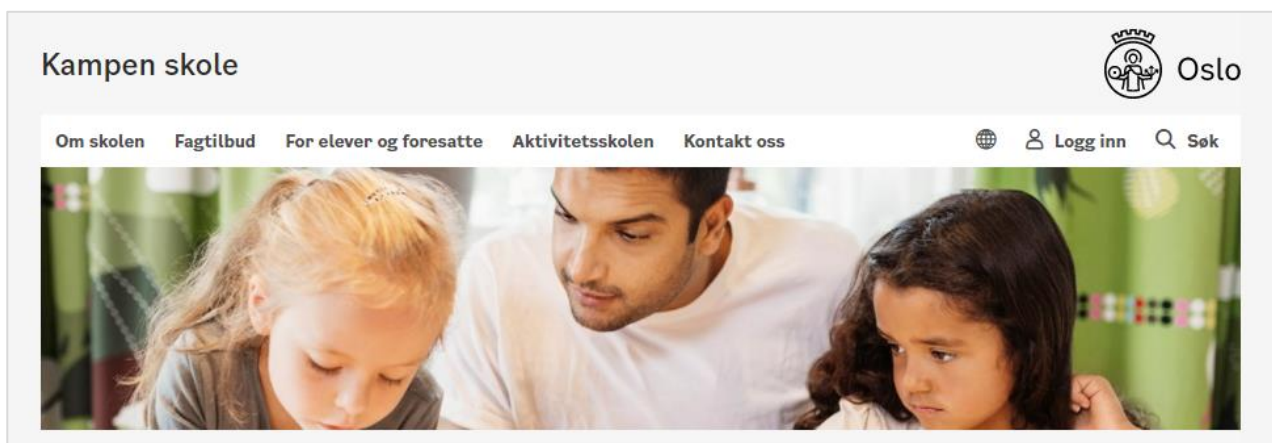 Kampen skole
Oslo
Om skolen Fagtilbud For elever og foresatte Aktivitetsskolen Kontakt oss Logg inn Søk